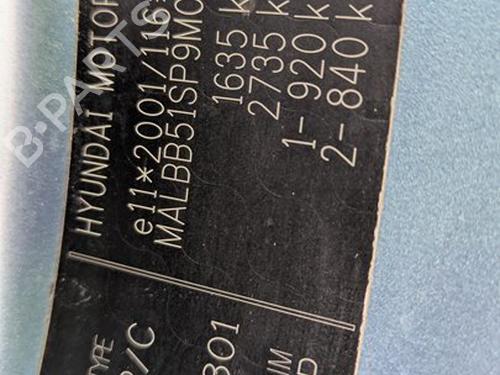 HYUNDAI MOTOR
e11*2001/116*
MALBB51SP9M
1635 k
2735 k
1- 920 k
2- 840 k
TYPE
/C
301
B-PARTS